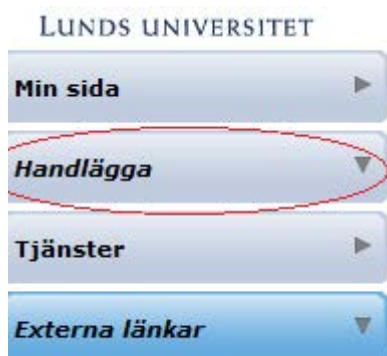 LUNDS UNIVERSITET
Min sida
Handlägga
Tjänster
Externa länkar